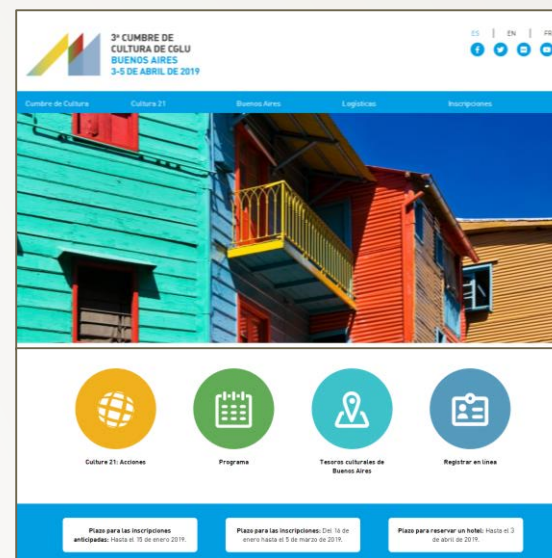 3º CUMBRE DE
CULTURA DE CGLU
BUENOS AIRES
3-5 DE ABRIL DE 2019
ES | EN | FR
Cumbre de Cultura Cultura 21 Buenos Aires Logísticas Inscripciones
Culture 21: Acciones
Programa
Tesoros culturales de
Buenos Aires
Registrar en línea
Plazo para las inscripciones
anticipadas: Hasta el 15 de enero 2019.
Plazo para las inscripciones: Del 16 de
enero hasta el 5 de marzo de 2019.
Plazo para reservar un hotel: Hasta el 3
de abril de 2019.